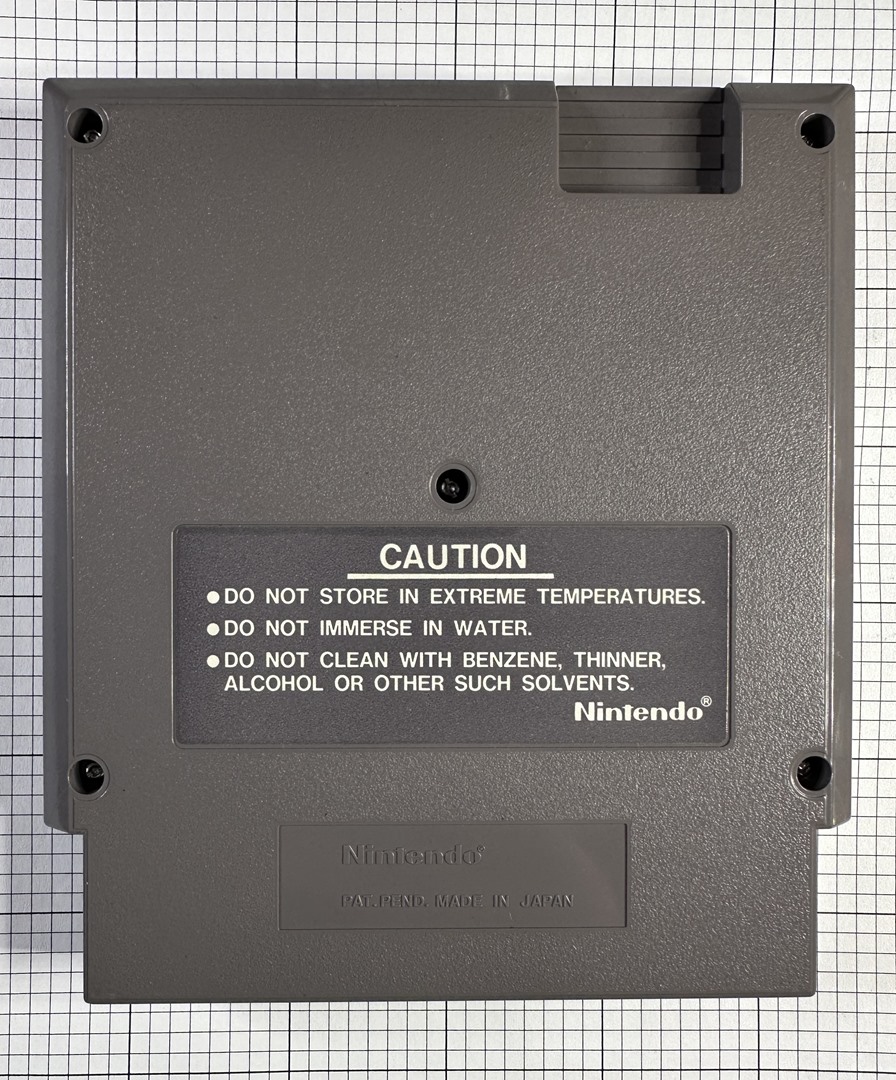 CAUTION
●DO NOT STORE IN EXTREME TEMPERATURES.
●DO NOT IMMERSE IN WATER.
●DO NOT CLEAN WITH BENZENE, THINNER,
ALCOHOL OR OTHER SUCH SOLVENTS.
Nintendo®
Nintendo®
PAT. PEND. MADE IN JAPAN